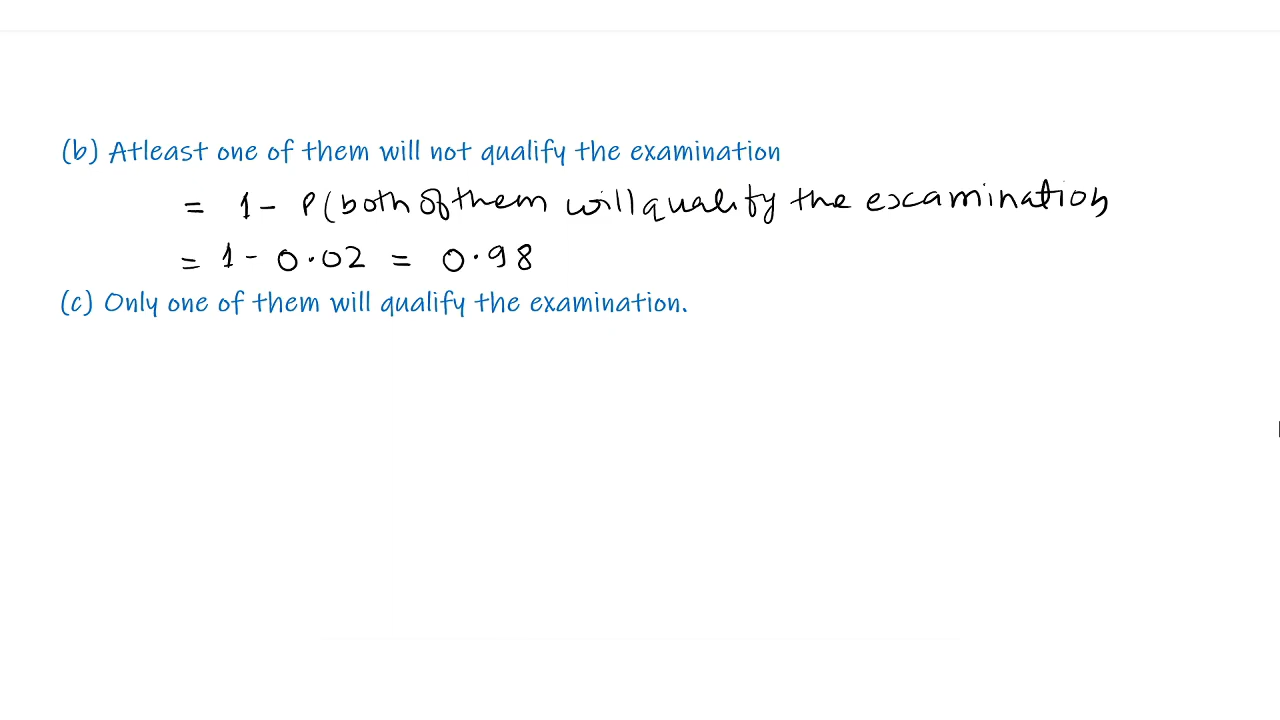 (b) Atleast one of them will not qualify the examination
= 1 - P(both of them will qualify the examination
= 1 - 0.02 = 0.98
(c) Only one of them will qualify the examination.